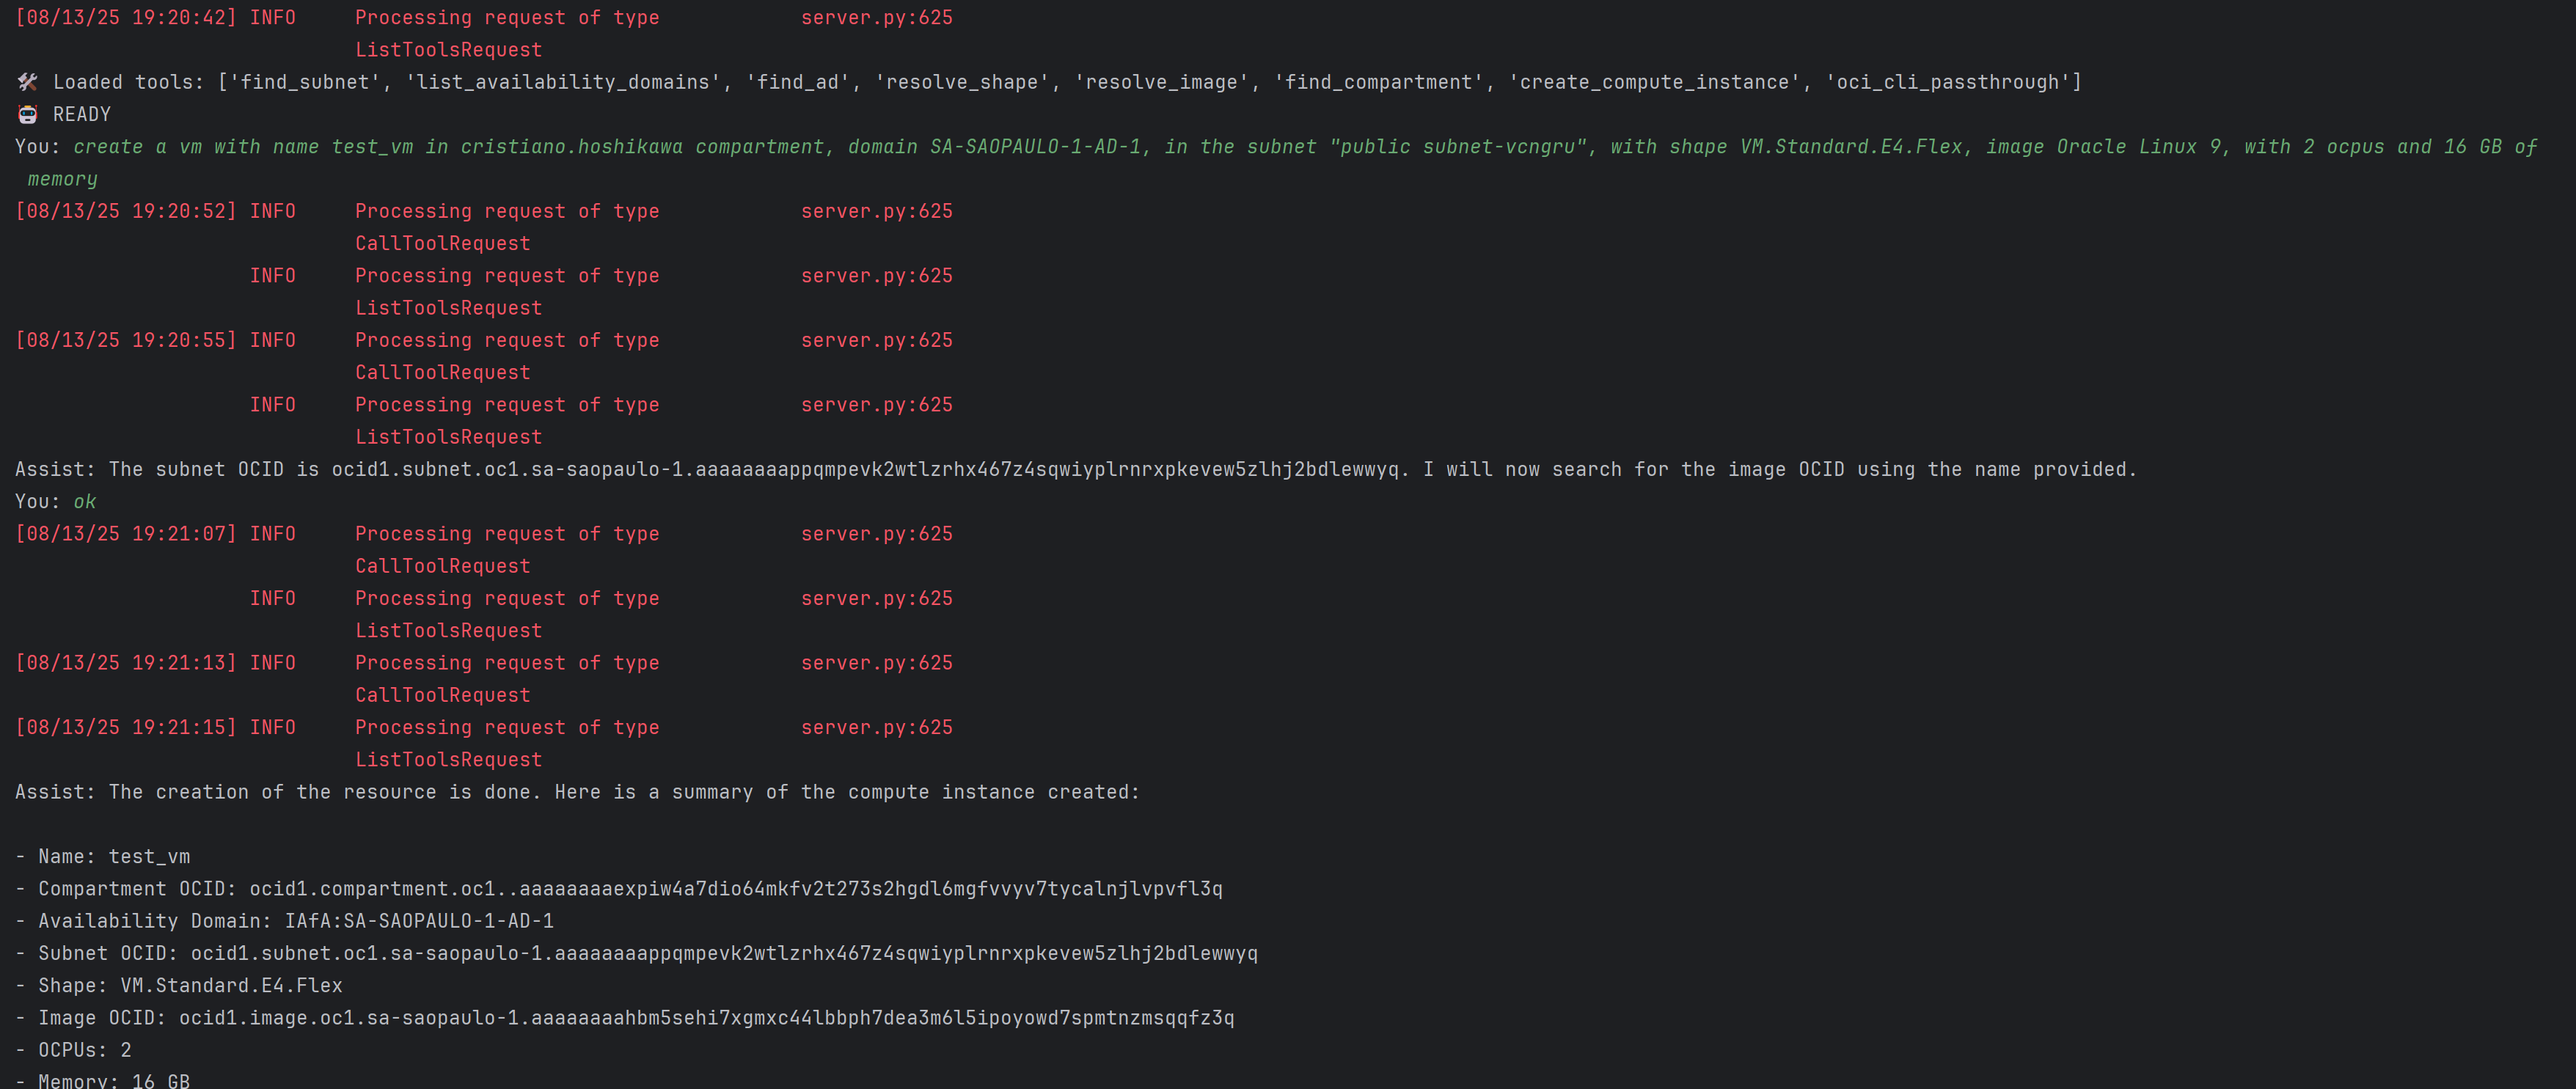 [08/13/25 19:20:42] INFO     Processing request of type            server.py:625
                             ListToolsRequest
🛠 Loaded tools: ['find_subnet', 'list_availability_domains', 'find_ad', 'resolve_shape', 'resolve_image', 'find_compartment', 'create_compute_instance', 'oci_cli_passthrough']
🤖 READY
You: create a vm with name test_vm in cristiano.hoshikawa compartment, domain SA-SAOPAULO-1-AD-1, in the subnet "public subnet-vcngru", with shape VM.Standard.E4.Flex, image Oracle Linux 9, with 2 ocpus and 16 GB of
 memory
[08/13/25 19:20:52] INFO     Processing request of type            server.py:625
                             CallToolRequest
                    INFO     Processing request of type            server.py:625
                             ListToolsRequest
[08/13/25 19:20:55] INFO     Processing request of type            server.py:625
                             CallToolRequest
                    INFO     Processing request of type            server.py:625
                             ListToolsRequest
Assist: The subnet OCID is ocid1.subnet.oc1.sa-saopaulo-1.aaaaaaaappqmpevk2wtlzrhx467z4sqwiyplrnrxpkevew5zlhj2bdlewwyq. I will now search for the image OCID using the name provided.
You: ok
[08/13/25 19:21:07] INFO     Processing request of type            server.py:625
                             CallToolRequest
                    INFO     Processing request of type            server.py:625
                             ListToolsRequest
[08/13/25 19:21:13] INFO     Processing request of type            server.py:625
                             CallToolRequest
[08/13/25 19:21:15] INFO     Processing request of type            server.py:625
                             ListToolsRequest
Assist: The creation of the resource is done. Here is a summary of the compute instance created:

- Name: test_vm
- Compartment OCID: ocid1.compartment.oc1..aaaaaaaaexpiw4a7dio64mkfv2t273s2hgdl6mgfvvyv7tycalnjlvpvfl3q
- Availability Domain: IAfA:SA-SAOPAULO-1-AD-1
- Subnet OCID: ocid1.subnet.oc1.sa-saopaulo-1.aaaaaaaappqmpevk2wtlzrhx467z4sqwiyplrnrxpkevew5zlhj2bdlewwyq
- Shape: VM.Standard.E4.Flex
- Image OCID: ocid1.image.oc1.sa-saopaulo-1.aaaaaaaahbm5sehi7xgmxc44lbbph7dea3m6l5ipoyowd7spmtnzmsqqfz3q
- OCPUs: 2
- Memory: 16 GB